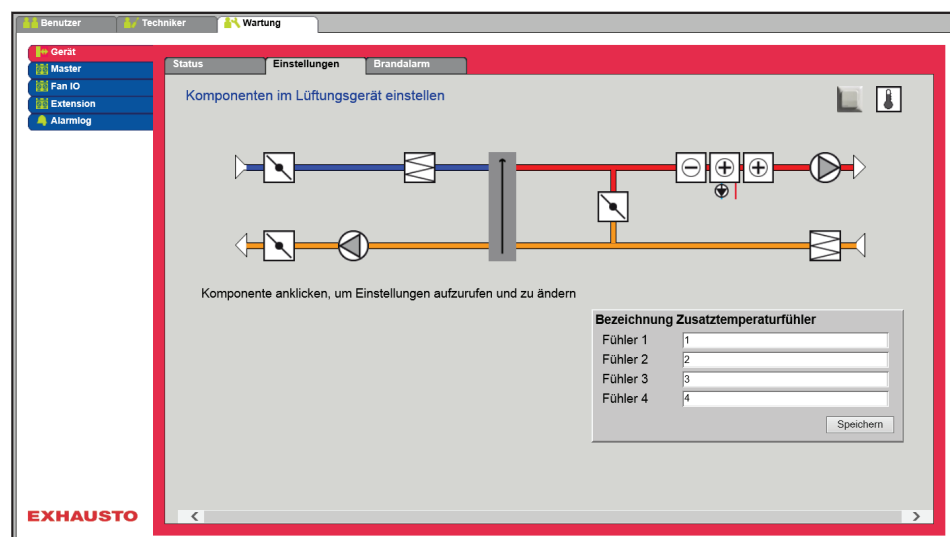 Benutzer
Techniker
Wartung
Gerät
Master
Fan IO
Extension
Alarmlog
Status
Einstellungen
Brandalarm
Komponenten im Lüftungsgerät einstellen
Komponente anklicken, um Einstellungen aufzurufen und zu ändern
Bezeichnung Zusatztemperaturfühler
Fühler 1 1
Fühler 2 2
Fühler 3 3
Fühler 4 4
Speichern
EXHAUSTO